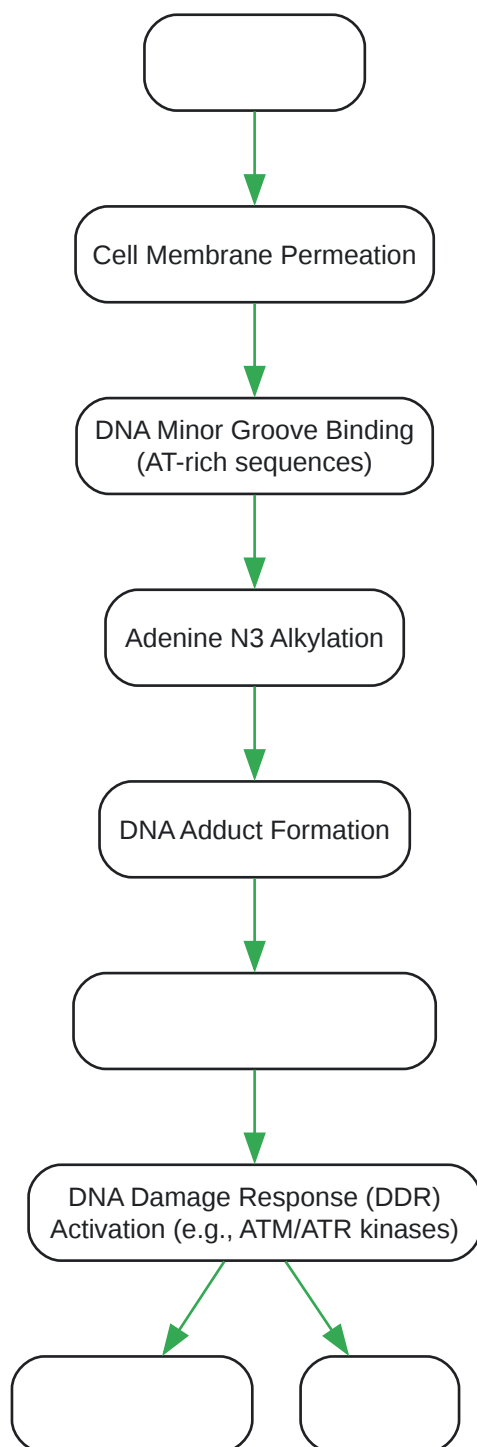 Cell Membrane Permeation
DNA Minor Groove Binding
(AT-rich sequences)
Adenine N3 Alkylation
DNA Adduct Formation
DNA Damage Response (DDR)
Activation (e.g., ATM/ATR kinases)